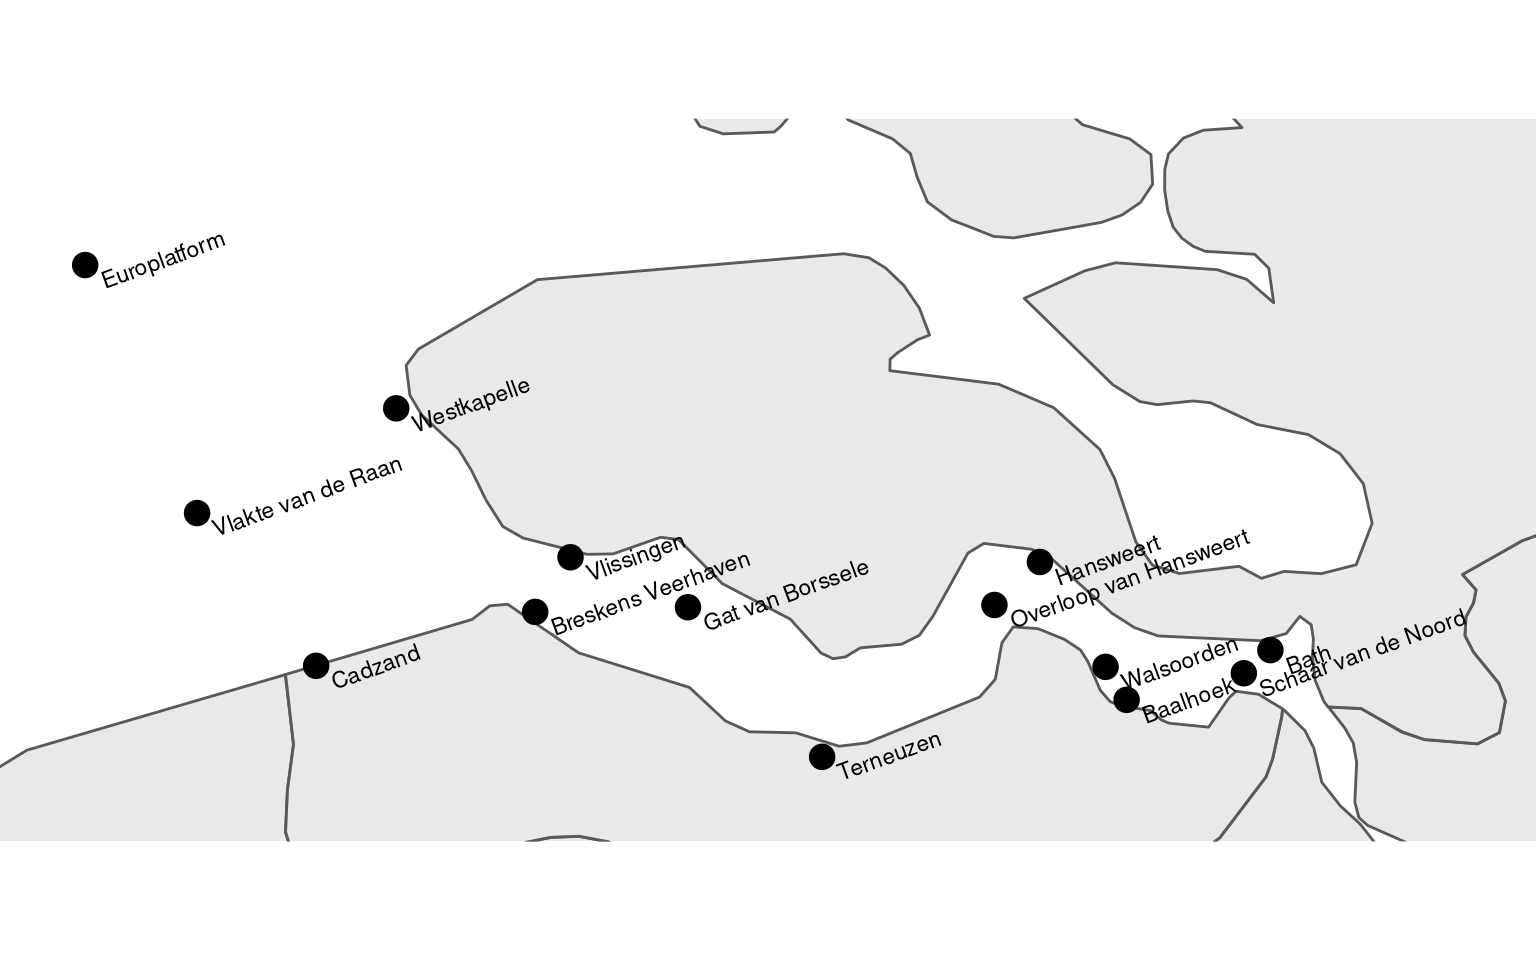 Europlatform
Westkapelle
Vlakte van de Raan
Vlissingen
Hansweert
Breskens Veerhaven
Gat van Borssele
Overloop van Hansweert
Cadzand
Walsoorden
Bath
Schaar van de Noord
Baalhoek
Terneuzen